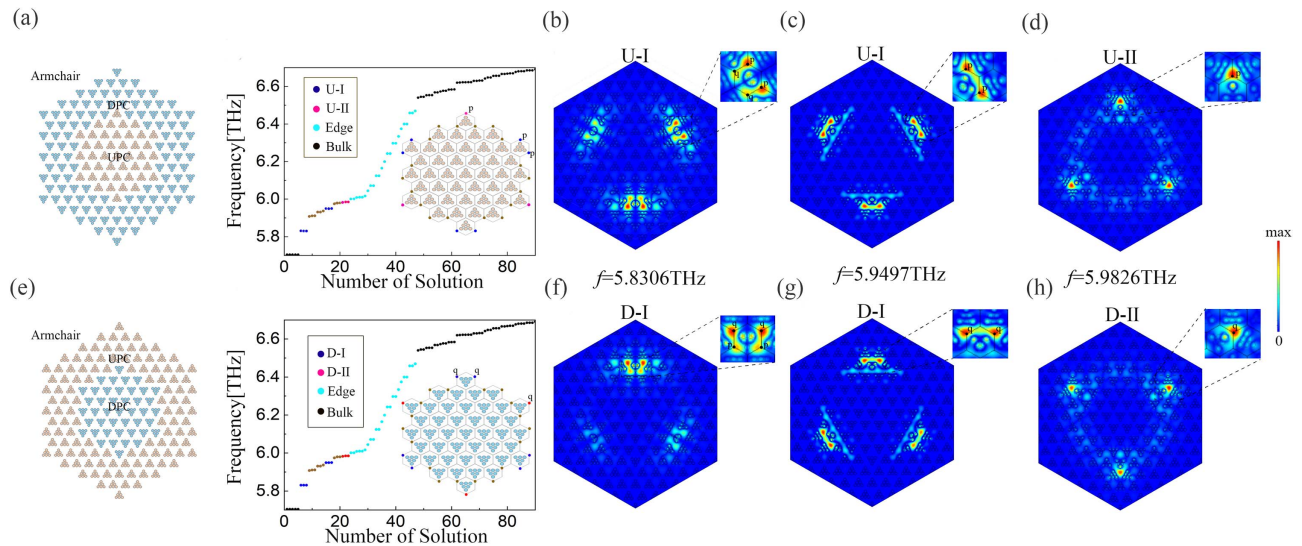 (a)
Armchair
DPC
UPC
Frequency[THz]
6.6
6.4
6.2
6.0
5.8
0
20
40
60
80
Number of Solution
U-I
U-II
Edge
Bulk
p
p
p
(b)
U-I
p
q
p
q
(c)
U-I
p
p
(d)
U-II
p
f=5.8306THz
f=5.9497THz
f=5.9826THz
max
0
(e)
Armchair
UPC
DPC
Frequency[THz]
6.6
6.4
6.2
6.0
5.8
0
20
40
60
80
Number of Solution
D-I
D-II
Edge
Bulk
q
q
q
(f)
D-I
q
q
p
p
(g)
D-I
q
q
(h)
D-II
q